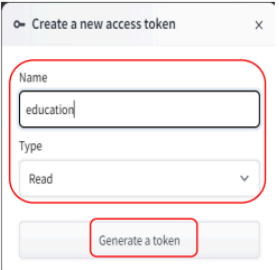 Create a new access token
Name
education
Type
Read
Generate a token